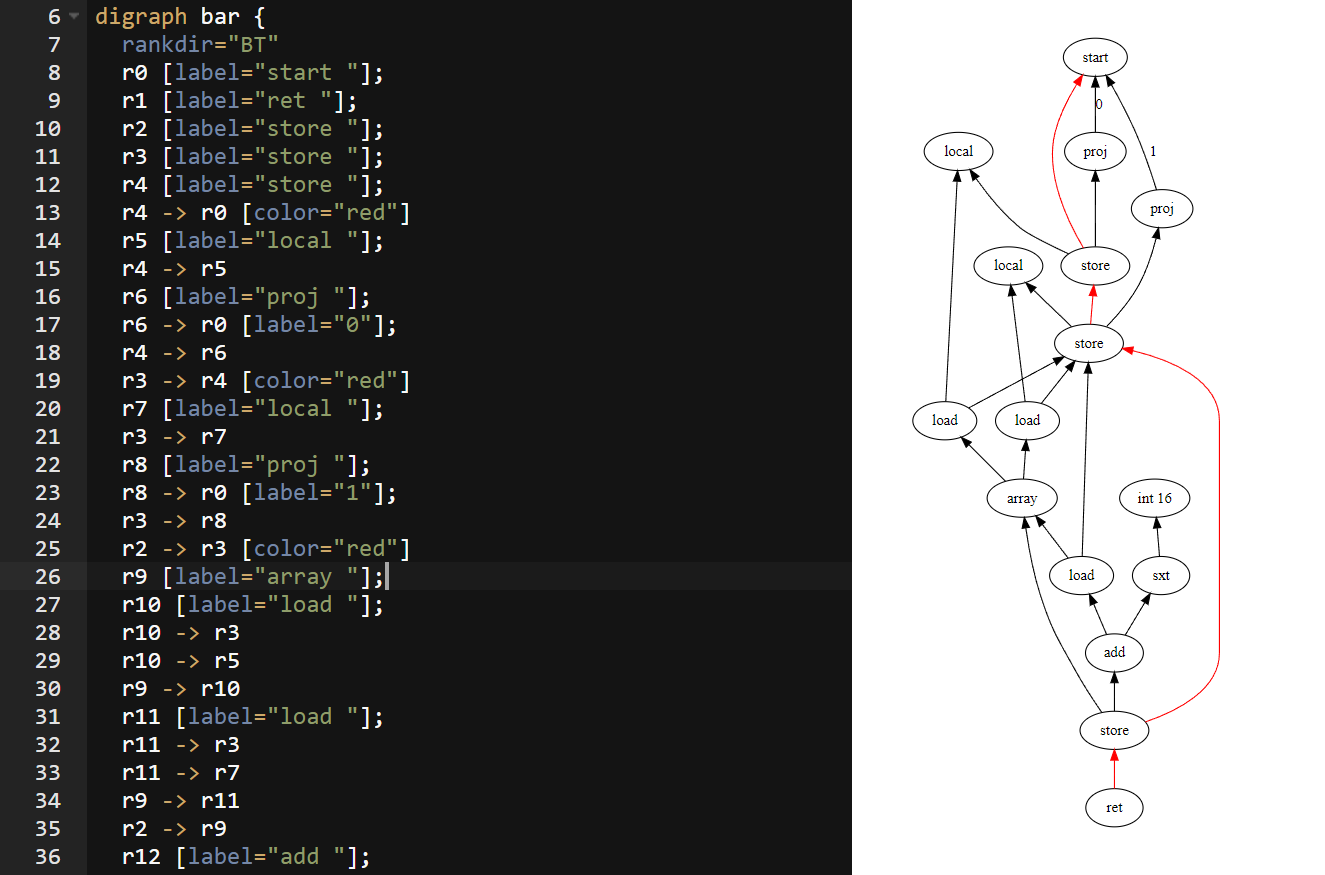 6 digraph bar {
7 rankdir="BT"
8 r0 [label="start "];
9 r1 [label="ret "];
10 r2 [label="store "];
11 r3 [label="store "];
12 r4 [label="store "];
13 r4 -> r0 [color="red"]
14 r5 [label="local "];
15 r4 -> r5
16 r6 [label="proj "];
17 r6 -> r0 [label="0"];
18 r4 -> r6
19 r3 -> r4 [color="red"]
20 r7 [label="local "];
21 r3 -> r7
22 r8 [label="proj "];
23 r8 -> r0 [label="1"];
24 r3 -> r8
25 r2 -> r3 [color="red"]
26 r9 [label="array "];
27 r10 [label="load "];
28 r10 -> r3
29 r10 -> r5
30 r9 -> r10
31 r11 [label="load "];
32 r11 -> r3
33 r11 -> r7
34 r9 -> r11
35 r2 -> r9
36 r12 [label="add "];
start
0
local
proj
1
proj
local
store
store
load
load
array
int 16
load
sxt
add
store
ret